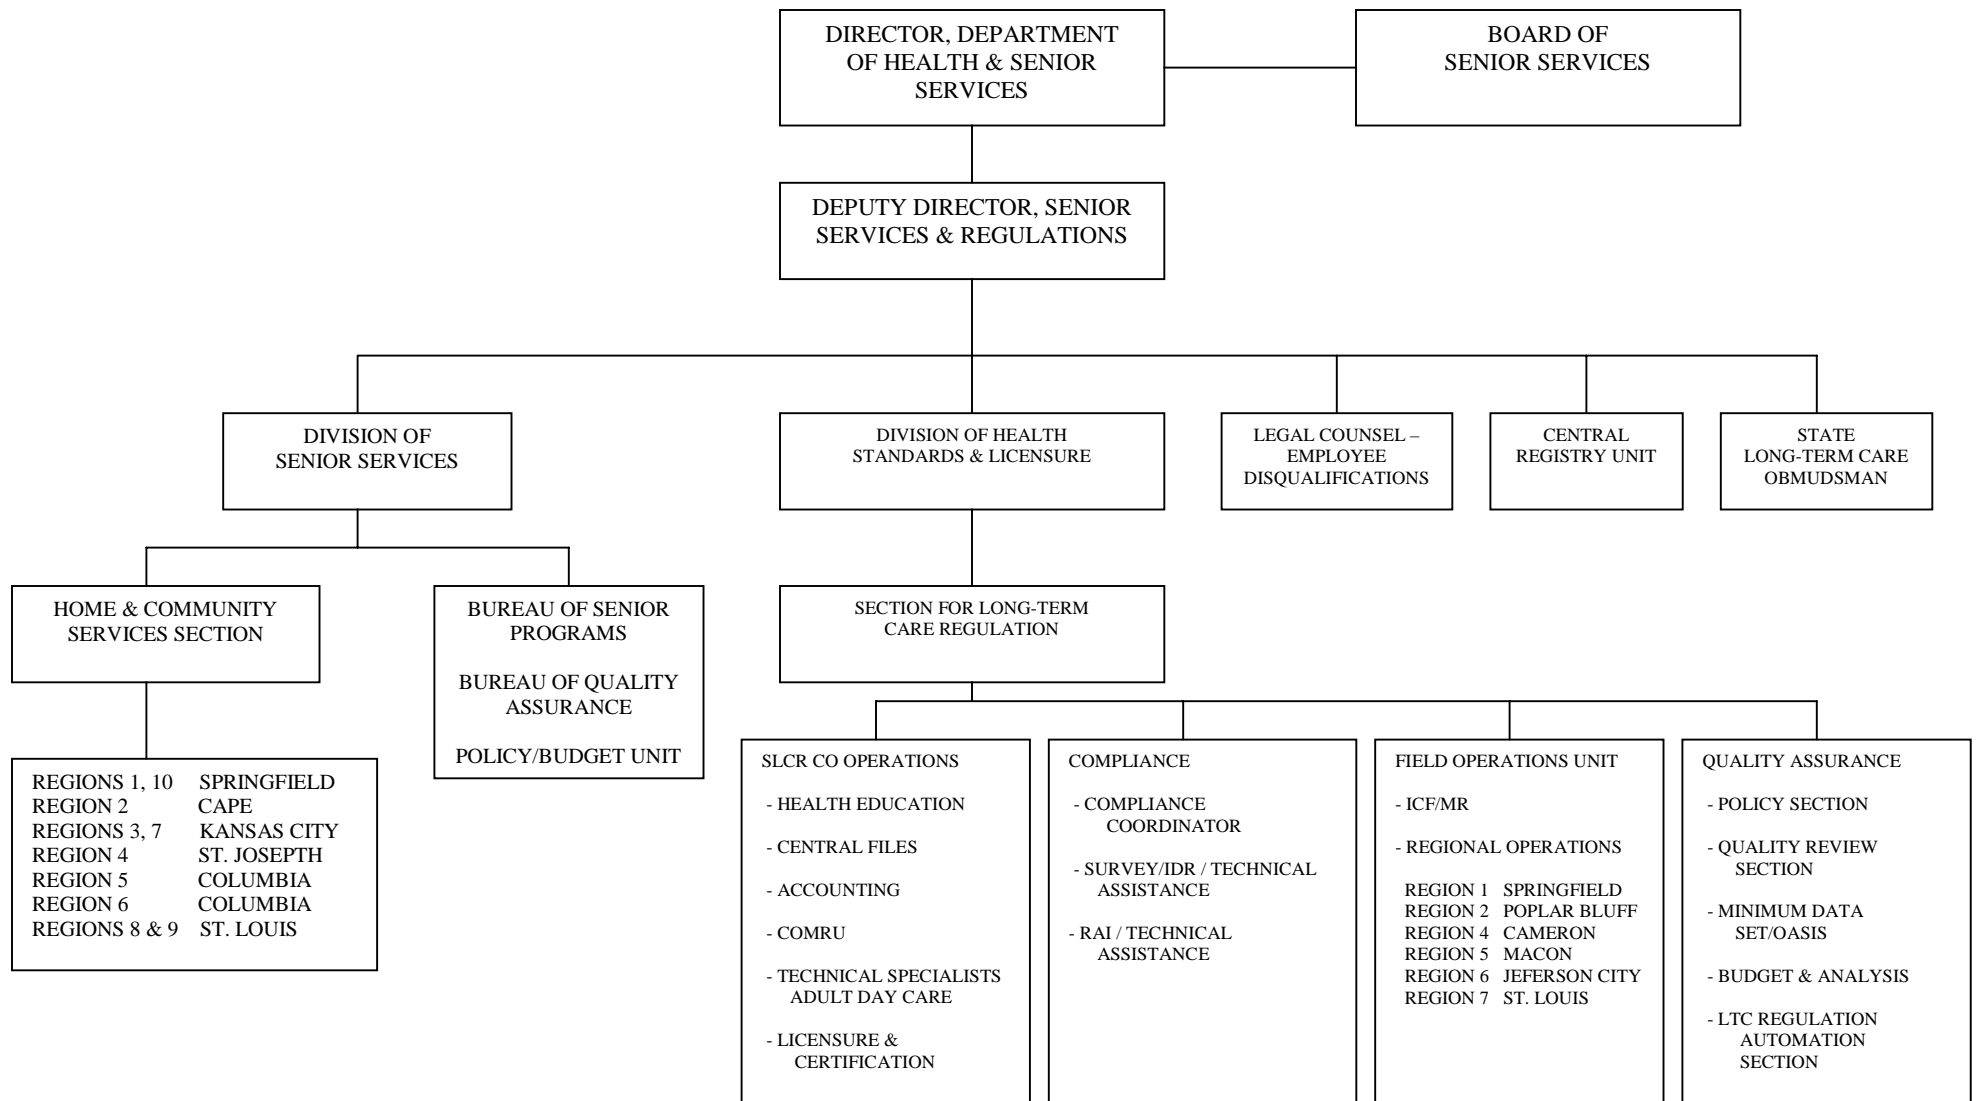 DIRECTOR, DEPARTMENT
OF HEALTH & SENIOR
SERVICES
BOARD OF
SENIOR SERVICES
DEPUTY DIRECTOR, SENIOR
SERVICES & REGULATIONS
DIVISION OF
SENIOR SERVICES
DIVISION OF HEALTH
STANDARDS & LICENSURE
LEGAL COUNSEL –
EMPLOYEE
DISQUALIFICATIONS
CENTRAL
REGISTRY UNIT
STATE
LONG-TERM CARE
OBMUDSMAN
HOME & COMMUNITY
SERVICES SECTION
BUREAU OF SENIOR
PROGRAMS
BUREAU OF QUALITY
ASSURANCE
POLICY/BUDGET UNIT
SECTION FOR LONG-TERM
CARE REGULATION
REGIONS 1, 10 SPRINGFIELD
REGION 2 CAPE
REGIONS 3, 7 KANSAS CITY
REGION 4 ST. JOSEPTH
REGION 5 COLUMBIA
REGION 6 COLUMBIA
REGIONS 8 & 9 ST. LOUIS
SLCR CO OPERATIONS
- HEALTH EDUCATION
- CENTRAL FILES
- ACCOUNTING
- COMRU
- TECHNICAL SPECIALISTS
ADULT DAY CARE
- LICENSURE &
CERTIFICATION
COMPLIANCE
- COMPLIANCE
COORDINATOR
- SURVEY/IDR / TECHNICAL
ASSISTANCE
- RAI / TECHNICAL
ASSISTANCE
FIELD OPERATIONS UNIT
- ICF/MR
- REGIONAL OPERATIONS
REGION 1 SPRINGFIELD
REGION 2 POPLAR BLUFF
REGION 4 CAMERON
REGION 5 MACON
REGION 6 JEFERSON CITY
REGION 7 ST. LOUIS
QUALITY ASSURANCE
- POLICY SECTION
- QUALITY REVIEW
SECTION
- MINIMUM DATA
SET/OASIS
- BUDGET & ANALYSIS
- LTC REGULATION
AUTOMATION
SECTION